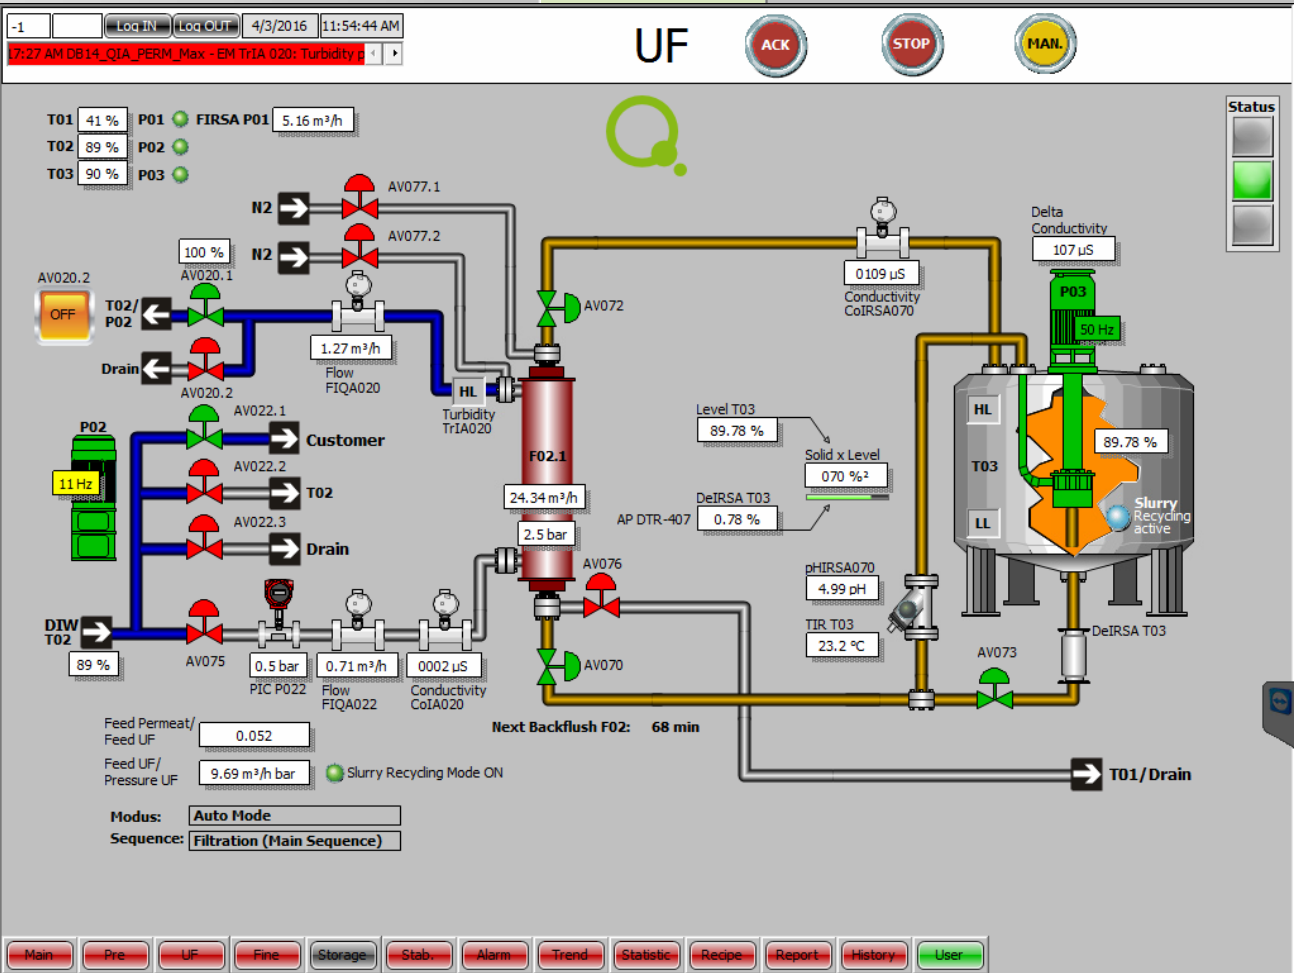 -1 Log IN Log OUT 4/3/2016 11:54:44 AM
17:27 AM DB14_QIA_PERM_Max - EM TrIA 020: Turbidity p
UF
ACK
STOP
MAN.
Status
T01 41 % P01 FIRSA P01 5.16 m³/h
T02 89 % P02
T03 90 % P03
N2
AV077.1
N2
AV077.2
100 %
AV020.1
AV020.2
OFF
T02/
P02
Drain
AV020.2
1.27 m³/h
Flow
FIQA020
HL
Turbidity
TrIA020
AV072
0109 µS
Conductivity
CoIRSA070
Delta
Conductivity
107 µS
P03
50 Hz
HL
T03
LL
89.78 %
Slurry
Recycling
active
P02
11 Hz
AV022.1
Customer
AV022.2
T02
AV022.3
Drain
F02.1
24.34 m³/h
2.5 bar
Level T03
89.78 %
Solid x Level
070 %²
DeIRSA T03
AP DTR-407 0.78 %
AV076
pHIRSA070
4.99 pH
TIR T03
23.2 °C
DeIRSA T03
DIW
T02
89 %
AV075
0.5 bar
PIC P022
0.71 m³/h
Flow
FIQA022
0002 µS
Conductivity
CoIA020
AV070
AV073
Next Backflush F02: 68 min
Feed Permeat/
Feed UF
0.052
Feed UF/
Pressure UF
9.69 m³/h bar
Slurry Recycling Mode ON
T01/Drain
Modus: Auto Mode
Sequence: Filtration (Main Sequence)
Main Pre UF Fine Storage Stab. Alarm Trend Statistic Recipe Report History User